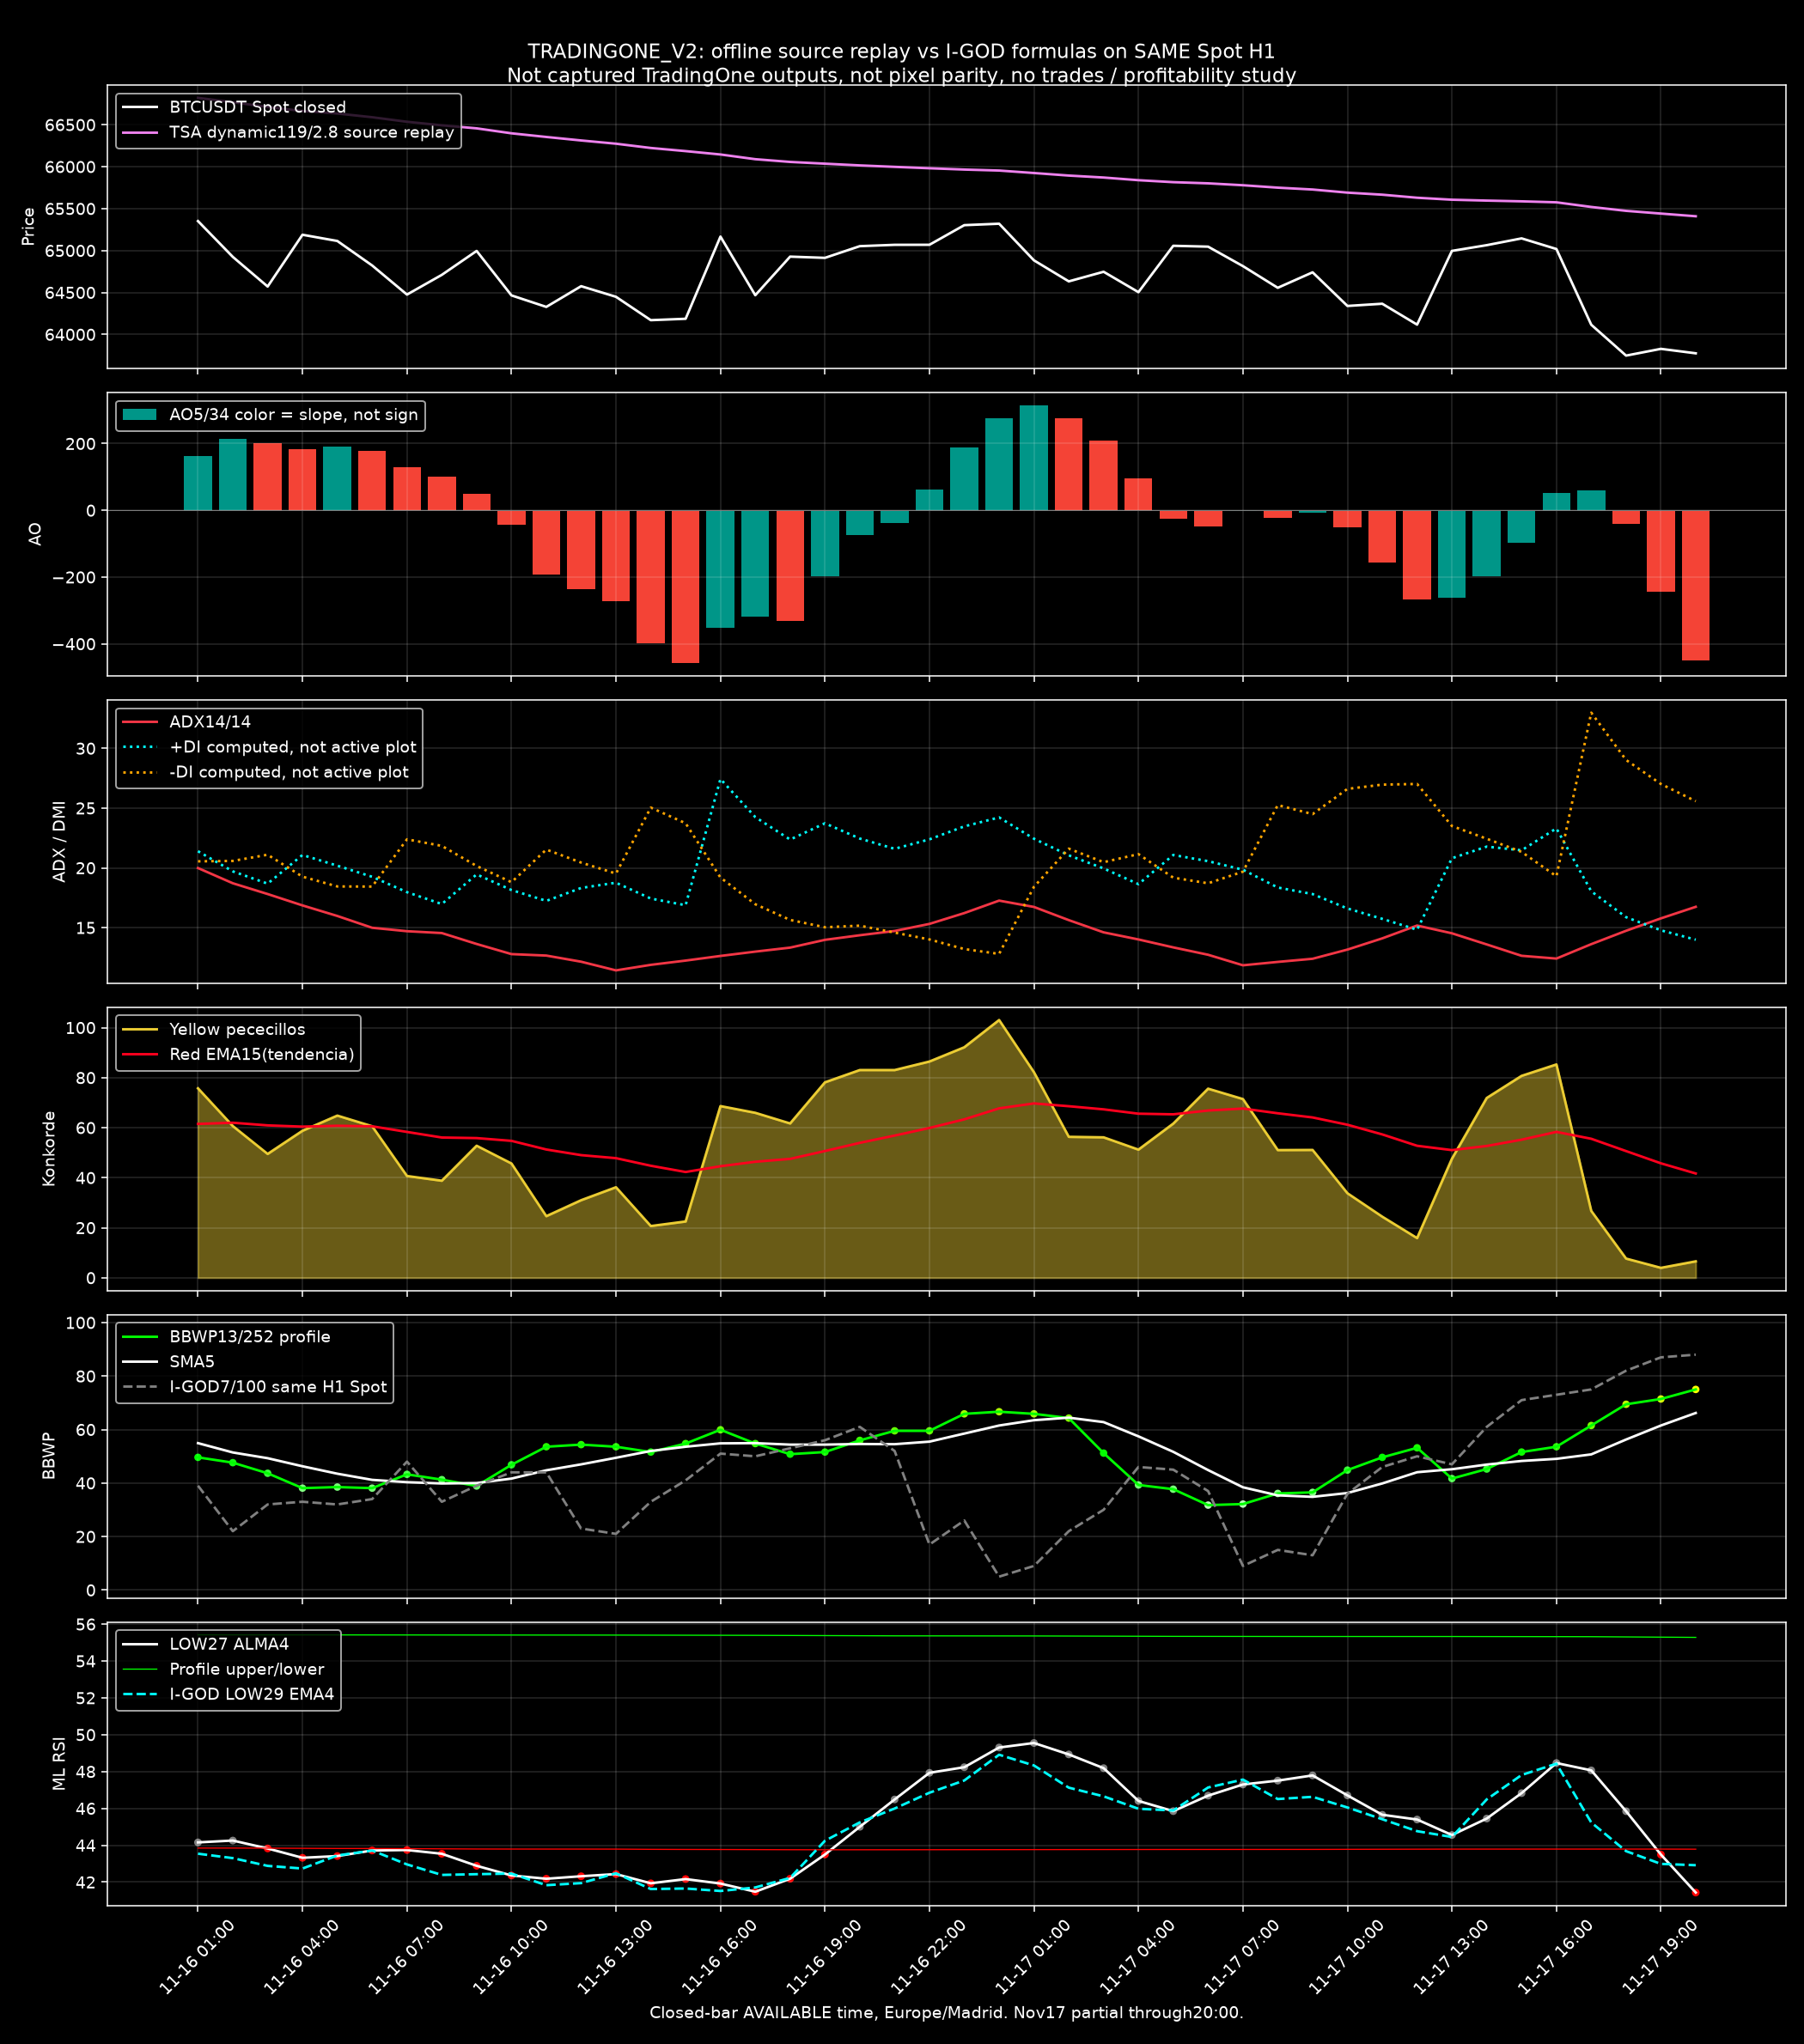 TRADINGONE_V2: offline source replay vs I-GOD formulas on SAME Spot H1
Not captured TradingOne outputs, not pixel parity, no trades / profitability study
BTCUSDT Spot closed
TSA dynamic119/2.8 source replay
66500
66000
65500
65000
64500
64000
Price
AO5/34 color = slope, not sign
200
0
−200
−400
AO
ADX14/14
+DI computed, not active plot
-DI computed, not active plot
30
25
20
15
ADX / DMI
Yellow pececillos
Red EMA15(tendencia)
100
80
60
40
20
0
Konkorde
BBWP13/252 profile
SMA5
I-GOD7/100 same H1 Spot
100
80
60
40
20
0
BBWP
LOW27 ALMA4
Profile upper/lower
I-GOD LOW29 EMA4
56
54
52
50
48
46
44
42
ML RSI
11-16 01:00
11-16 04:00
11-16 07:00
11-16 10:00
11-16 13:00
11-16 16:00
11-16 19:00
11-16 22:00
11-17 01:00
11-17 04:00
11-17 07:00
11-17 10:00
11-17 13:00
11-17 16:00
11-17 19:00
Closed-bar AVAILABLE time, Europe/Madrid. Nov17 partial through20:00.